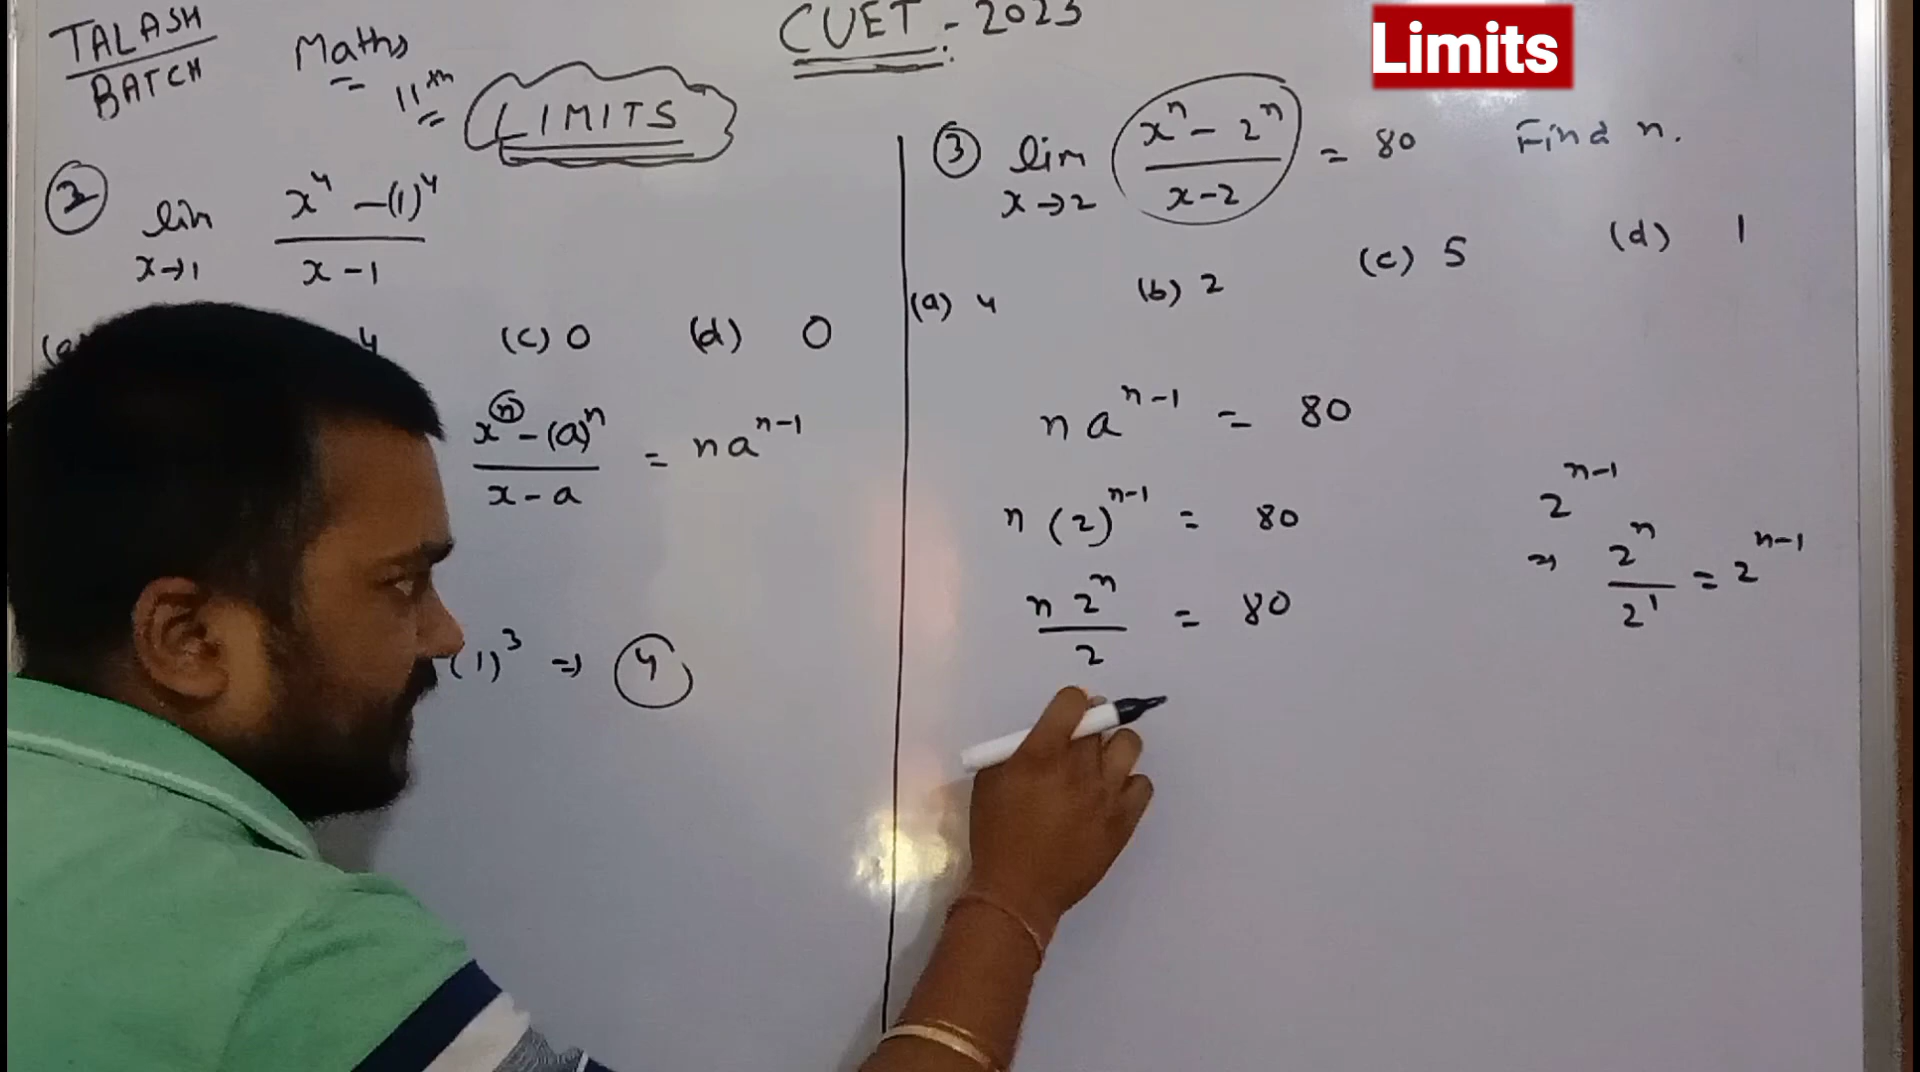 TALASH
BATCH
Maths
11th
LIMITS
CUET - 2023
Limits
2
lim
x→1
x⁴ - (1)⁴
x - 1
4
(c) 0
(d) 0
xⁿ - (a)ⁿ
x - a
= naⁿ⁻¹
(1)³ ⇒ 4
3
lim
x→2
xⁿ - 2ⁿ
x - 2
= 80 Find n.
(a) 4
(b) 2
(c) 5
(d) 1
n aⁿ⁻¹ = 80
n (2)ⁿ⁻¹ = 80
n 2ⁿ
2
= 80
2ⁿ⁻¹
⇒ 2ⁿ
2¹
= 2ⁿ⁻¹